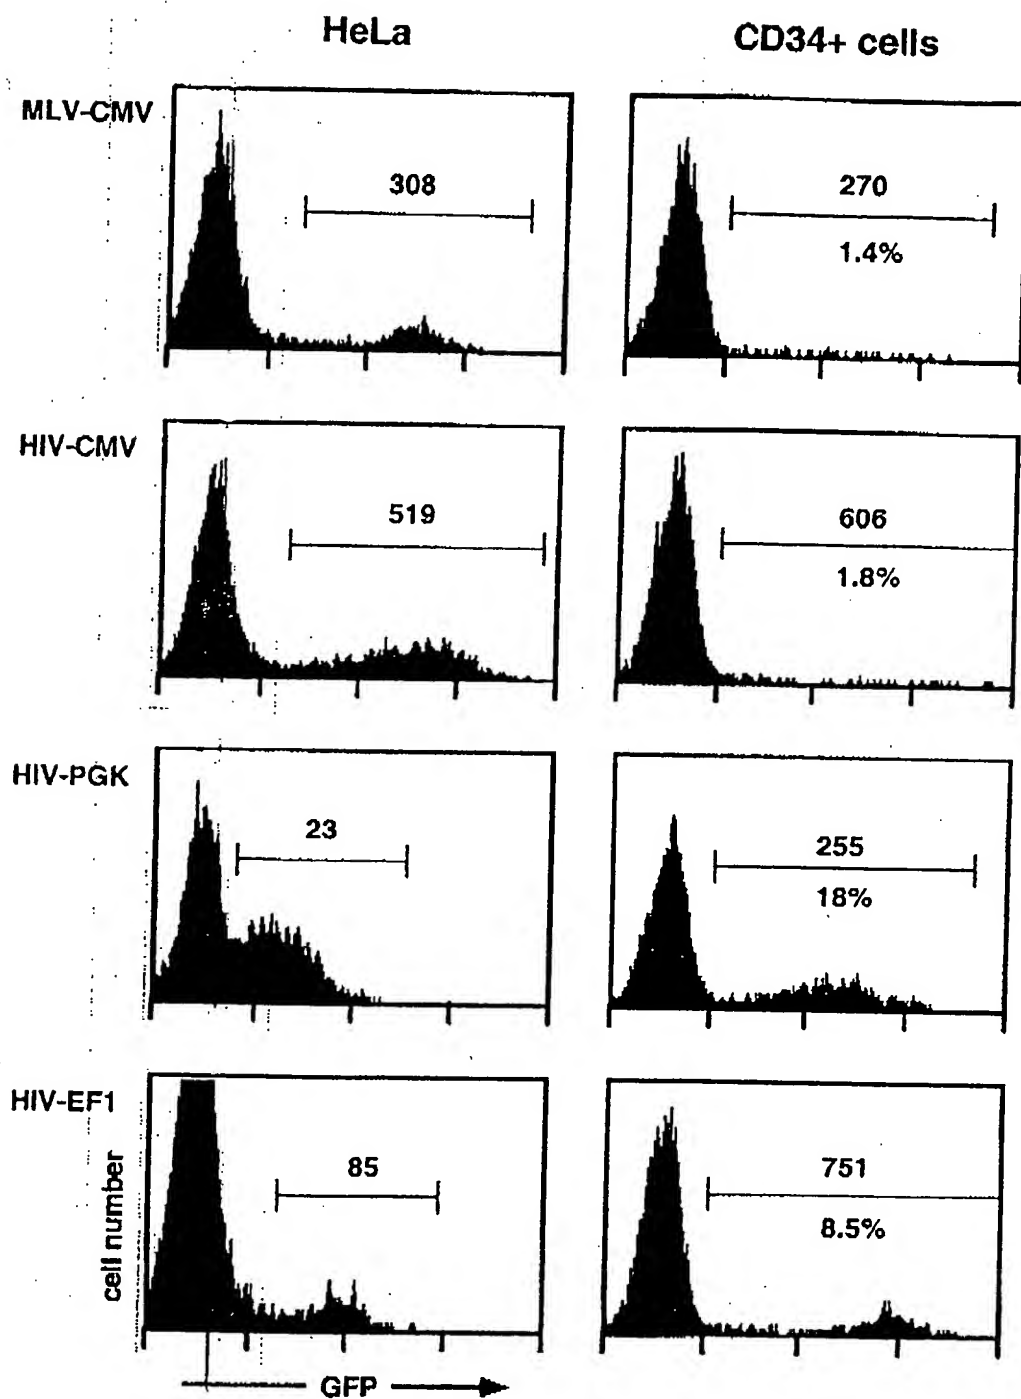 HeLa
CD34+ cells
MLV-CMV
308
270
1.4%
HIV-CMV
519
606
1.8%
HIV-PGK
23
255
18%
HIV-EF1
85
751
8.5%
cell number
GFP